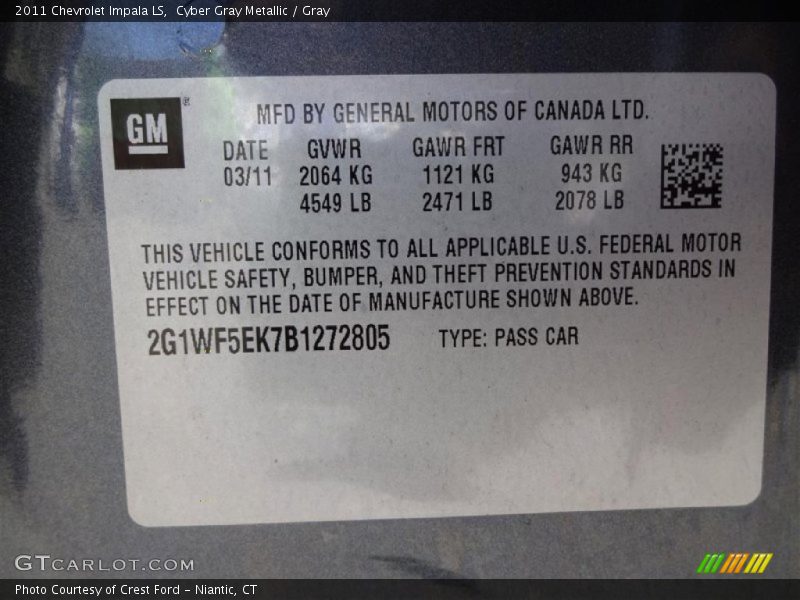 2011 Chevrolet Impala LS, Cyber Gray Metallic / Gray
GM ®
MFD BY GENERAL MOTORS OF CANADA LTD.
DATE GVWR GAWR FRT GAWR RR
03/11 2064 KG 1121 KG 943 KG
4549 LB 2471 LB 2078 LB
THIS VEHICLE CONFORMS TO ALL APPLICABLE U.S. FEDERAL MOTOR
VEHICLE SAFETY, BUMPER, AND THEFT PREVENTION STANDARDS IN
EFFECT ON THE DATE OF MANUFACTURE SHOWN ABOVE.
2G1WF5EK7B1272805 TYPE: PASS CAR
GTCARLOT.COM
Photo Courtesy of Crest Ford – Niantic, CT